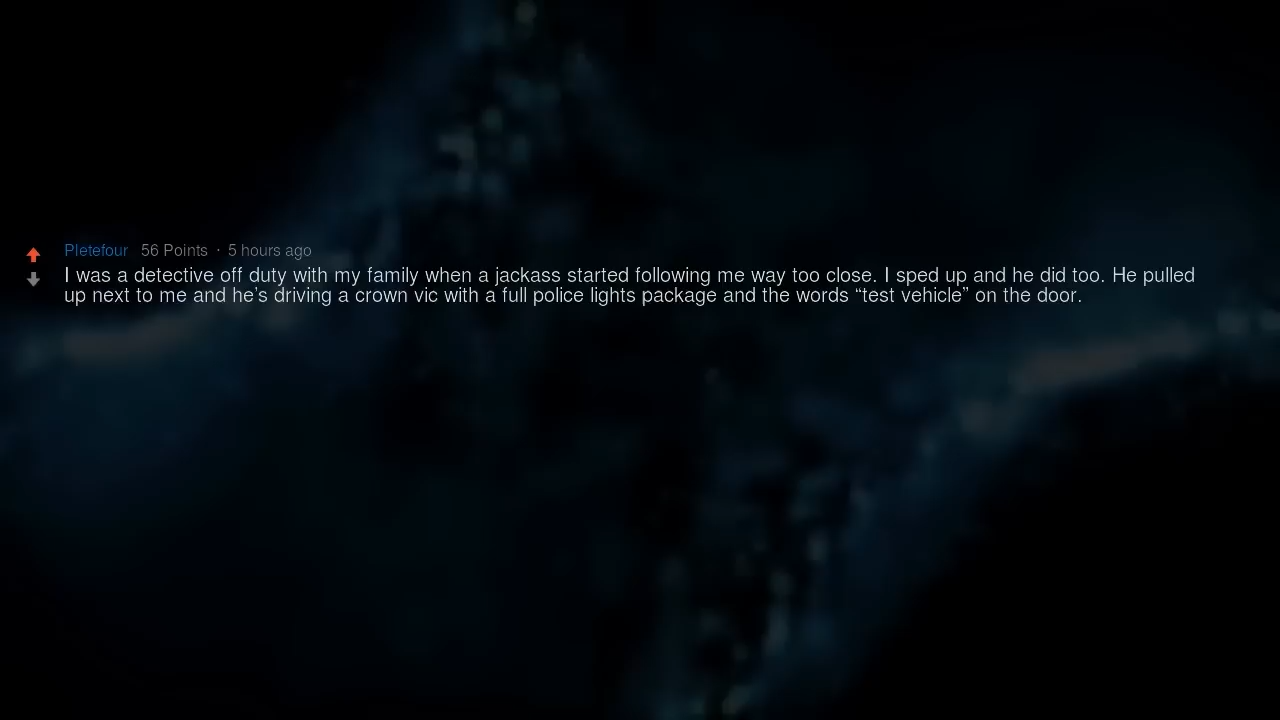 Pletefour 56 Points · 5 hours ago
I was a detective off duty with my family when a jackass started following me way too close. I sped up and he did too. He pulled
up next to me and he’s driving a crown vic with a full police lights package and the words “test vehicle” on the door.